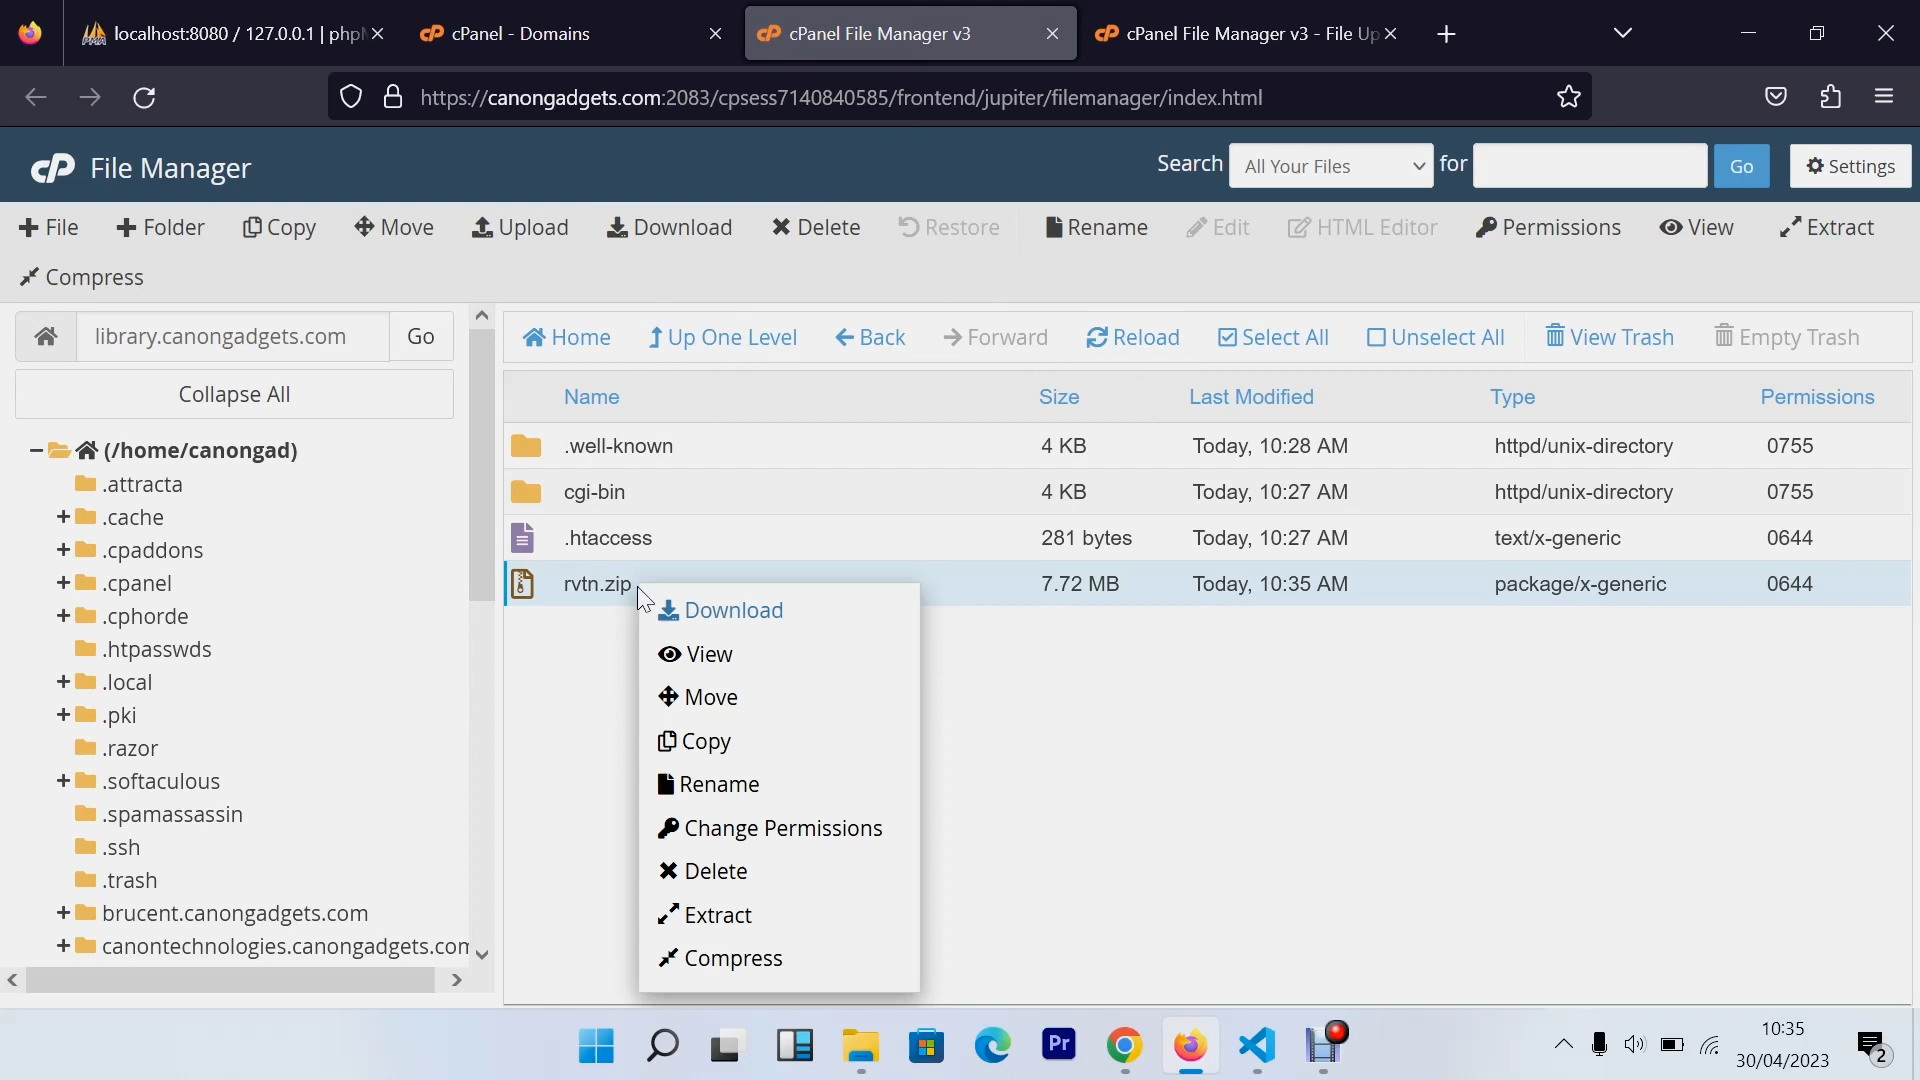 localhost:8080 / 127.0.0.1 | php
cPanel - Domains
cPanel File Manager v3
cPanel File Manager v3 - File Up
https://canongadgets.com:2083/cpsess7140840585/frontend/jupiter/filemanager/index.html
cP File Manager
Search All Your Files for Go Settings
File Folder Copy Move Upload Download Delete Restore Rename Edit HTML Editor Permissions View Extract
Compress
library.canongadgets.com Go
Collapse All
(/home/canongad)
.attracta
.cache
.cpaddons
.cpanel
.cphorde
.htpasswds
.local
.pki
.razor
.softaculous
.spamassassin
.ssh
.trash
brucent.canongadgets.com
canontechnologies.canongadgets.com
Home Up One Level Back Forward Reload Select All Unselect All View Trash Empty Trash
Name Size Last Modified Type Permissions
.well-known 4 KB Today, 10:28 AM httpd/unix-directory 0755
cgi-bin 4 KB Today, 10:27 AM httpd/unix-directory 0755
.htaccess 281 bytes Today, 10:27 AM text/x-generic 0644
rvtn.zip 7.72 MB Today, 10:35 AM package/x-generic 0644
Download
View
Move
Copy
Rename
Change Permissions
Delete
Extract
Compress
Pr
10:35
30/04/2023
2